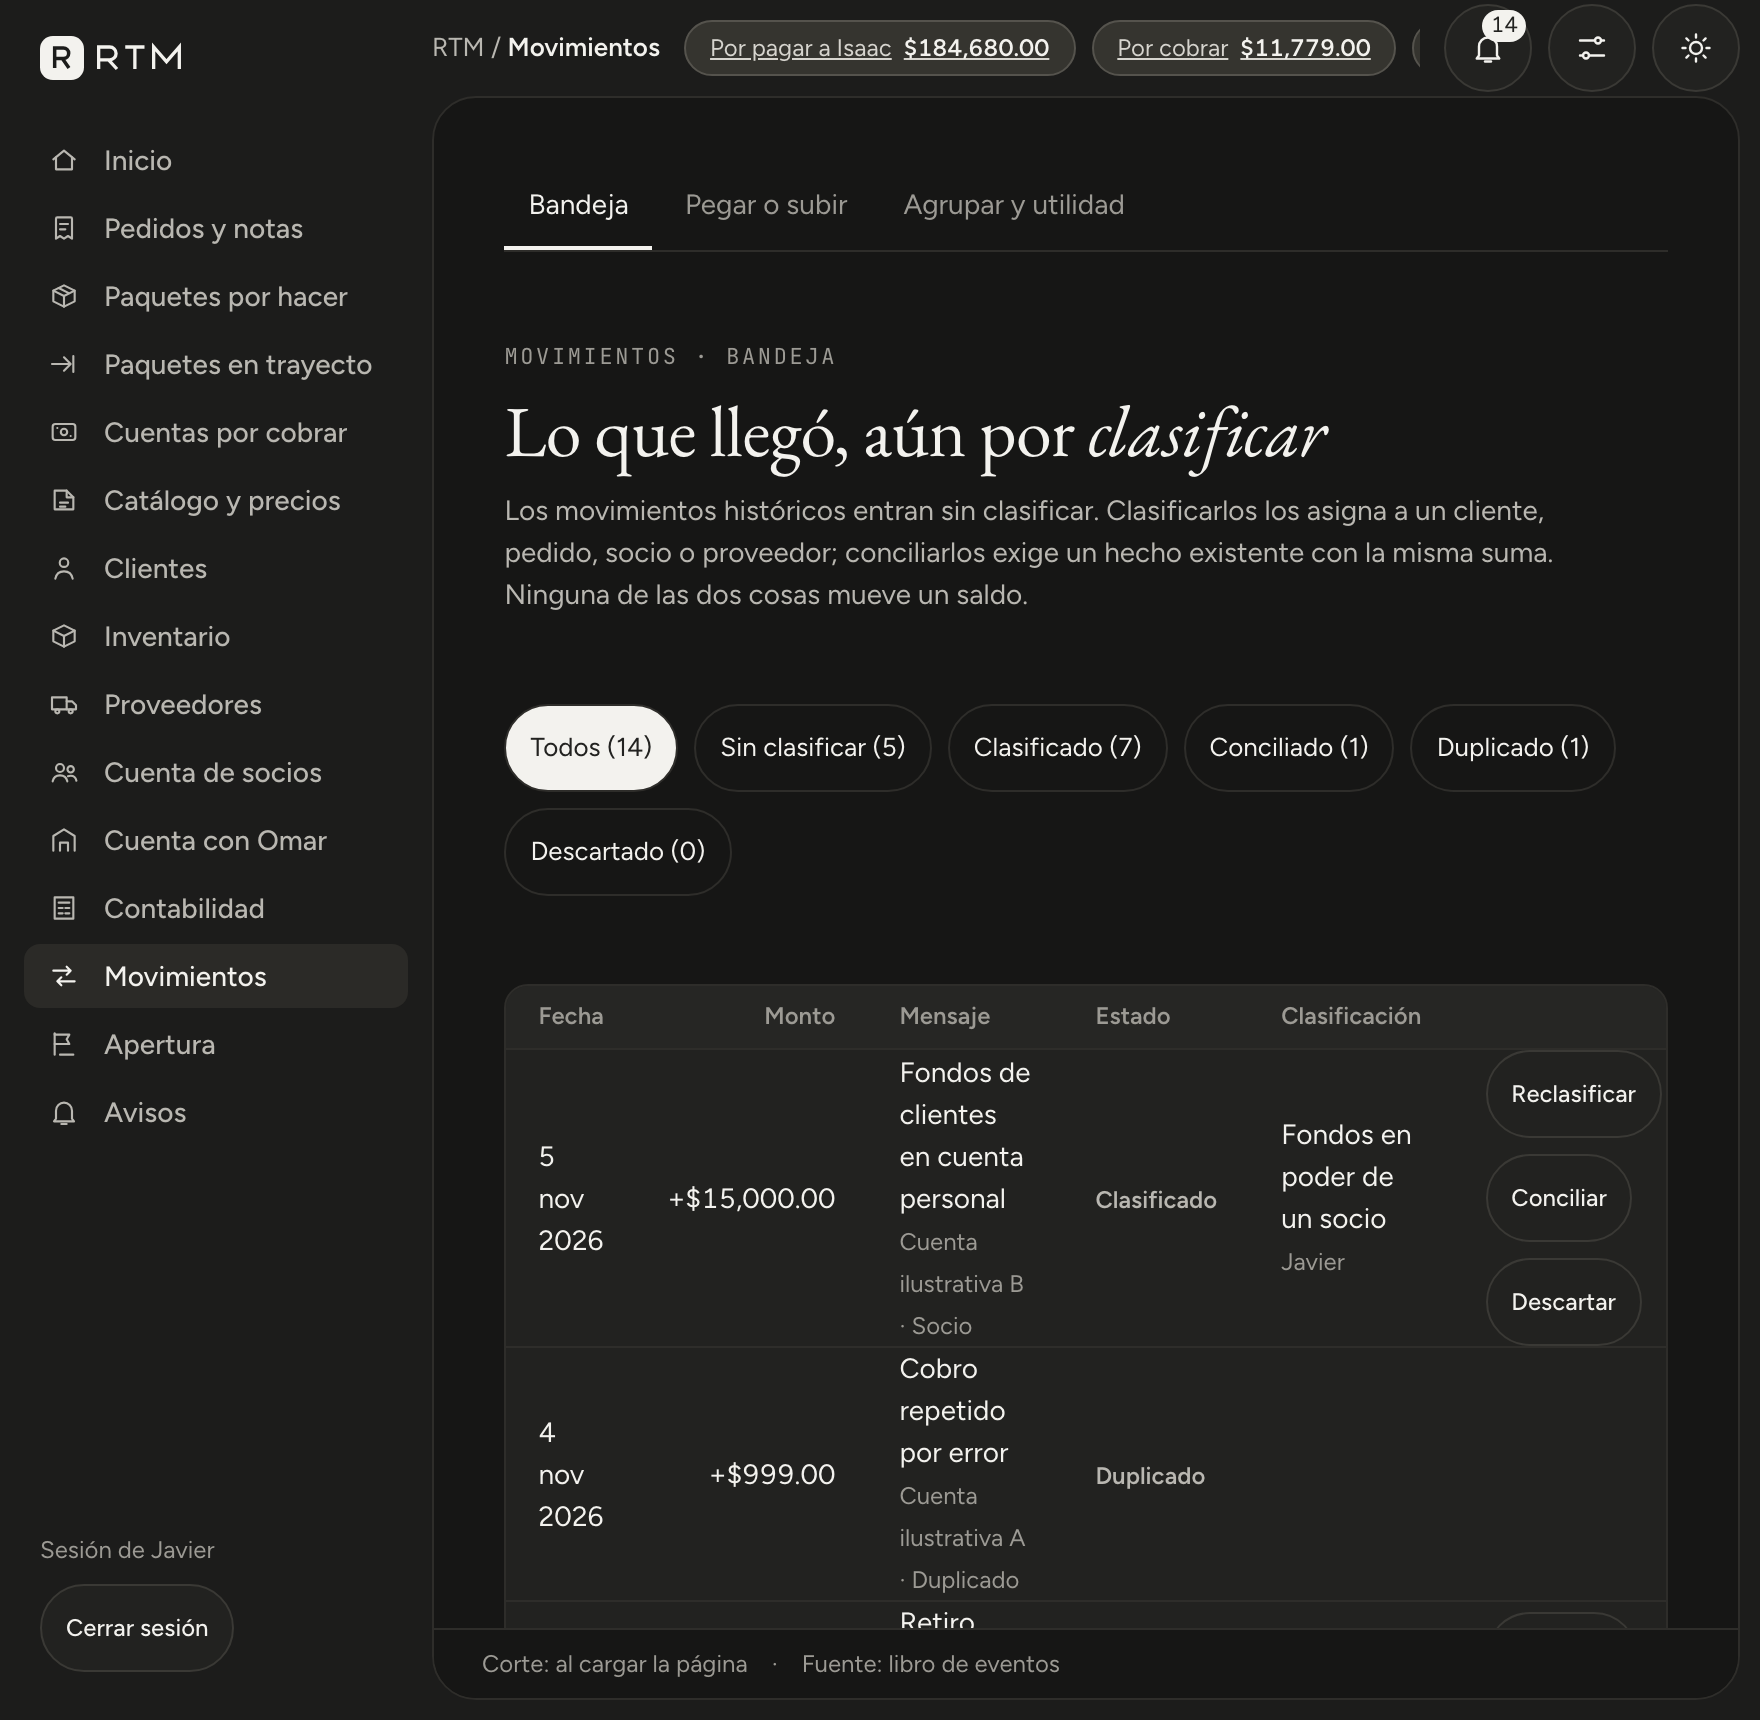 R RTM
RTM / Movimientos
Por pagar a Isaac $184,680.00
Por cobrar $11,779.00
14
Inicio
Pedidos y notas
Paquetes por hacer
Paquetes en trayecto
Cuentas por cobrar
Catálogo y precios
Clientes
Inventario
Proveedores
Cuenta de socios
Cuenta con Omar
Contabilidad
Movimientos
Apertura
Avisos
Sesión de Javier
Cerrar sesión
Bandeja
Pegar o subir
Agrupar y utilidad
MOVIMIENTOS · BANDEJA
Lo que llegó, aún por clasificar
Los movimientos históricos entran sin clasificar. Clasificarlos los asigna a un cliente,
pedido, socio o proveedor; conciliarlos exige un hecho existente con la misma suma.
Ninguna de las dos cosas mueve un saldo.
Todos (14)
Sin clasificar (5)
Clasificado (7)
Conciliado (1)
Duplicado (1)
Descartado (0)
Fecha
Monto
Mensaje
Estado
Clasificación
5
nov
2026
+$15,000.00
Fondos de
clientes
en cuenta
personal
Cuenta
ilustrativa B
· Socio
Clasificado
Fondos en
poder de
un socio
Javier
Reclasificar
Conciliar
Descartar
4
nov
2026
+$999.00
Cobro
repetido
por error
Cuenta
ilustrativa A
· Duplicado
Duplicado
Retiro
Corte: al cargar la página · Fuente: libro de eventos